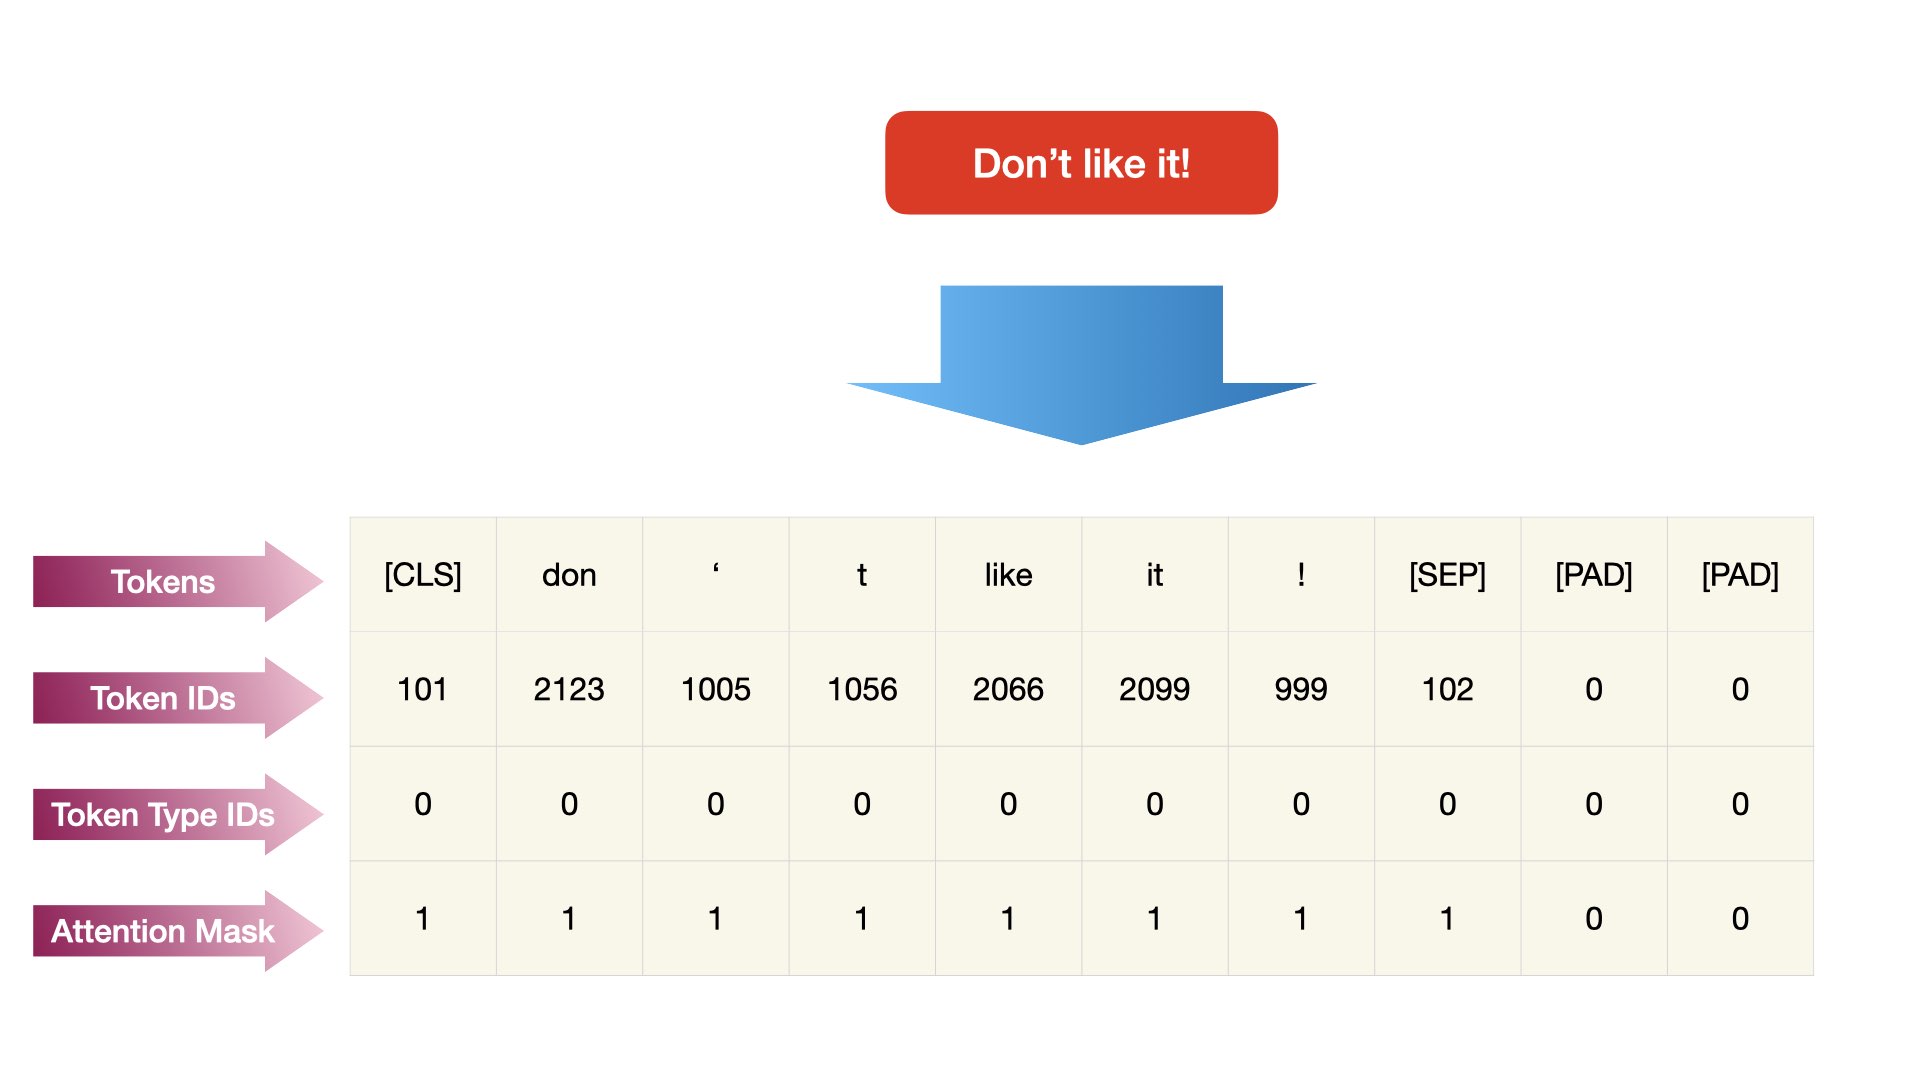 Don’t like it!
Tokens [CLS] don ‘ t like it ! [SEP] [PAD] [PAD]
Token IDs 101 2123 1005 1056 2066 2099 999 102 0 0
Token Type IDs 0 0 0 0 0 0 0 0 0 0
Attention Mask 1 1 1 1 1 1 1 1 0 0